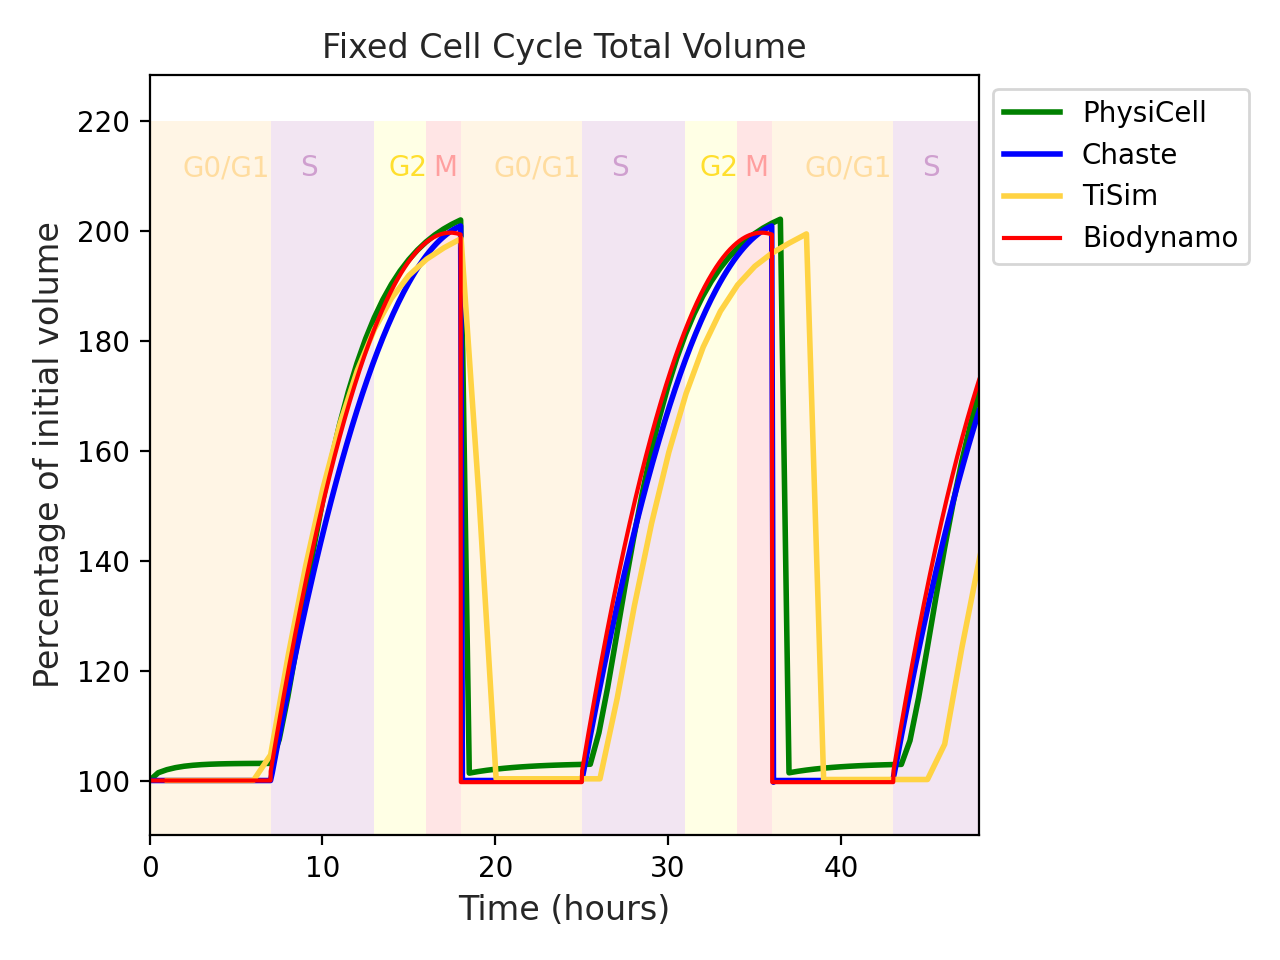 Fixed Cell Cycle Total Volume
Percentage of initial volume
220
200
180
160
140
120
100
G0/G1 S G2 M G0/G1 S G2 M G0/G1 S
0 10 20 30 40
Time (hours)
PhysiCell
Chaste
TiSim
Biodynamo